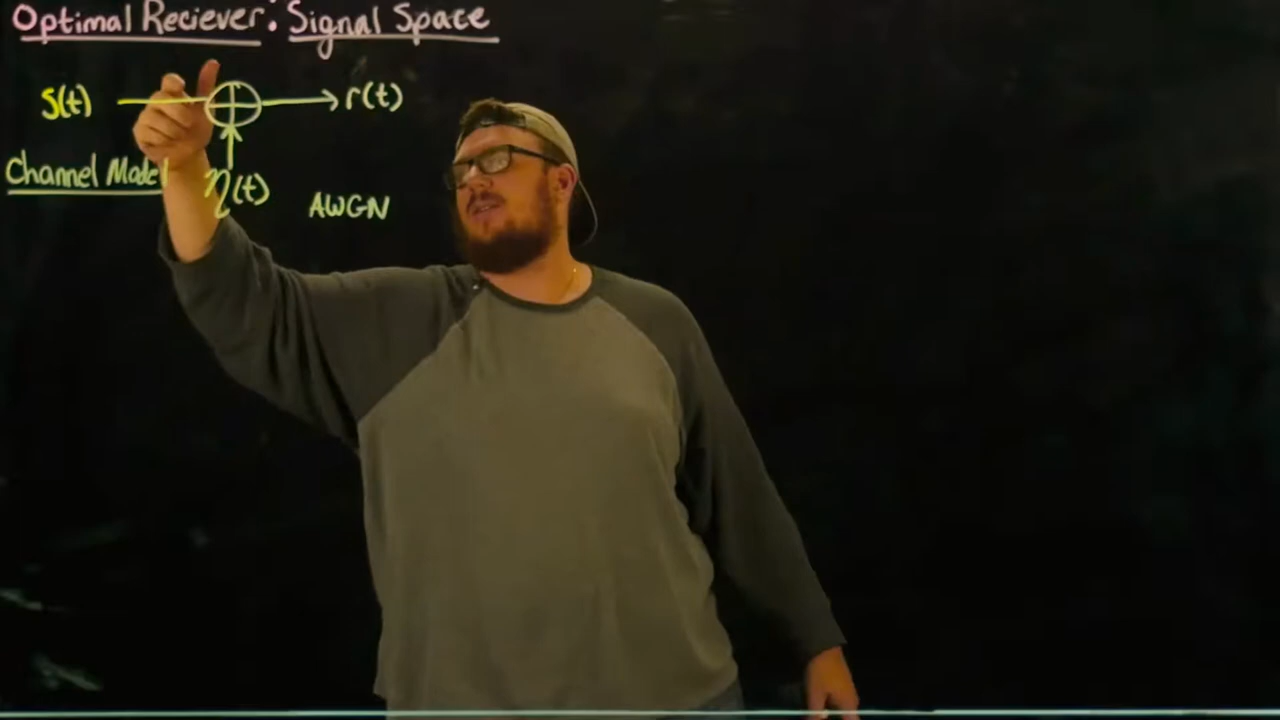 Optimal Reciever: Signal Space
S(t) r(t)
Channel Model η(t)
AWGN